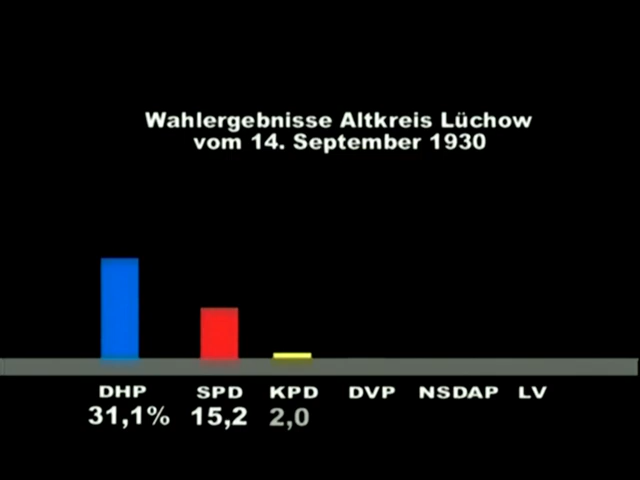 Wahlergebnisse Altkreis Lüchow
vom 14. September 1930
DHP SPD KPD DVP NSDAP LV
31,1% 15,2 2,0